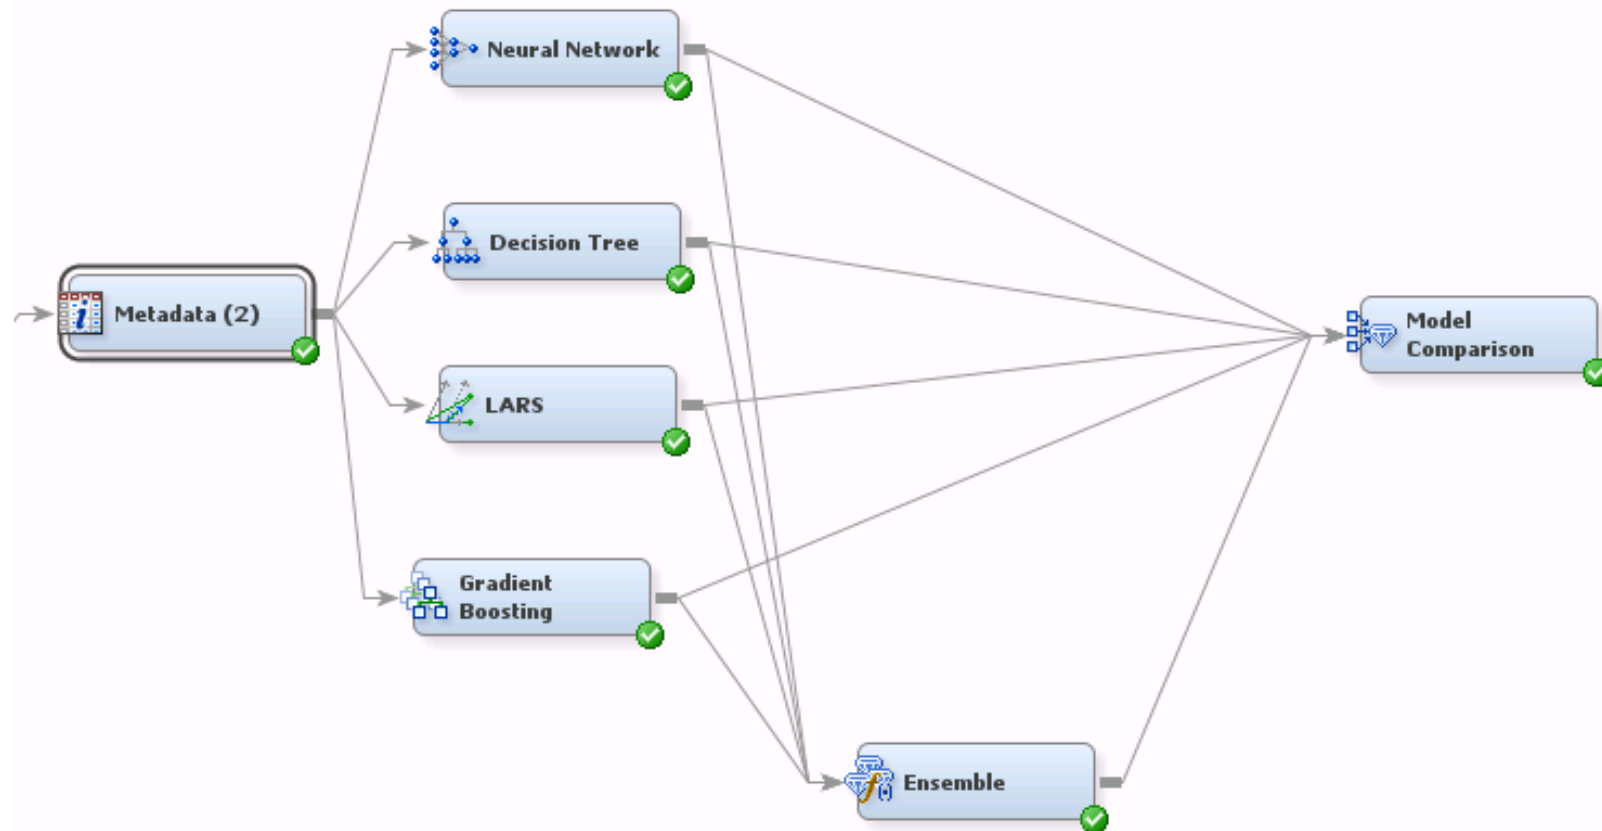 Neural Network
Decision Tree
Metadata (2)
LARS
Model
Comparison
Gradient
Boosting
Ensemble